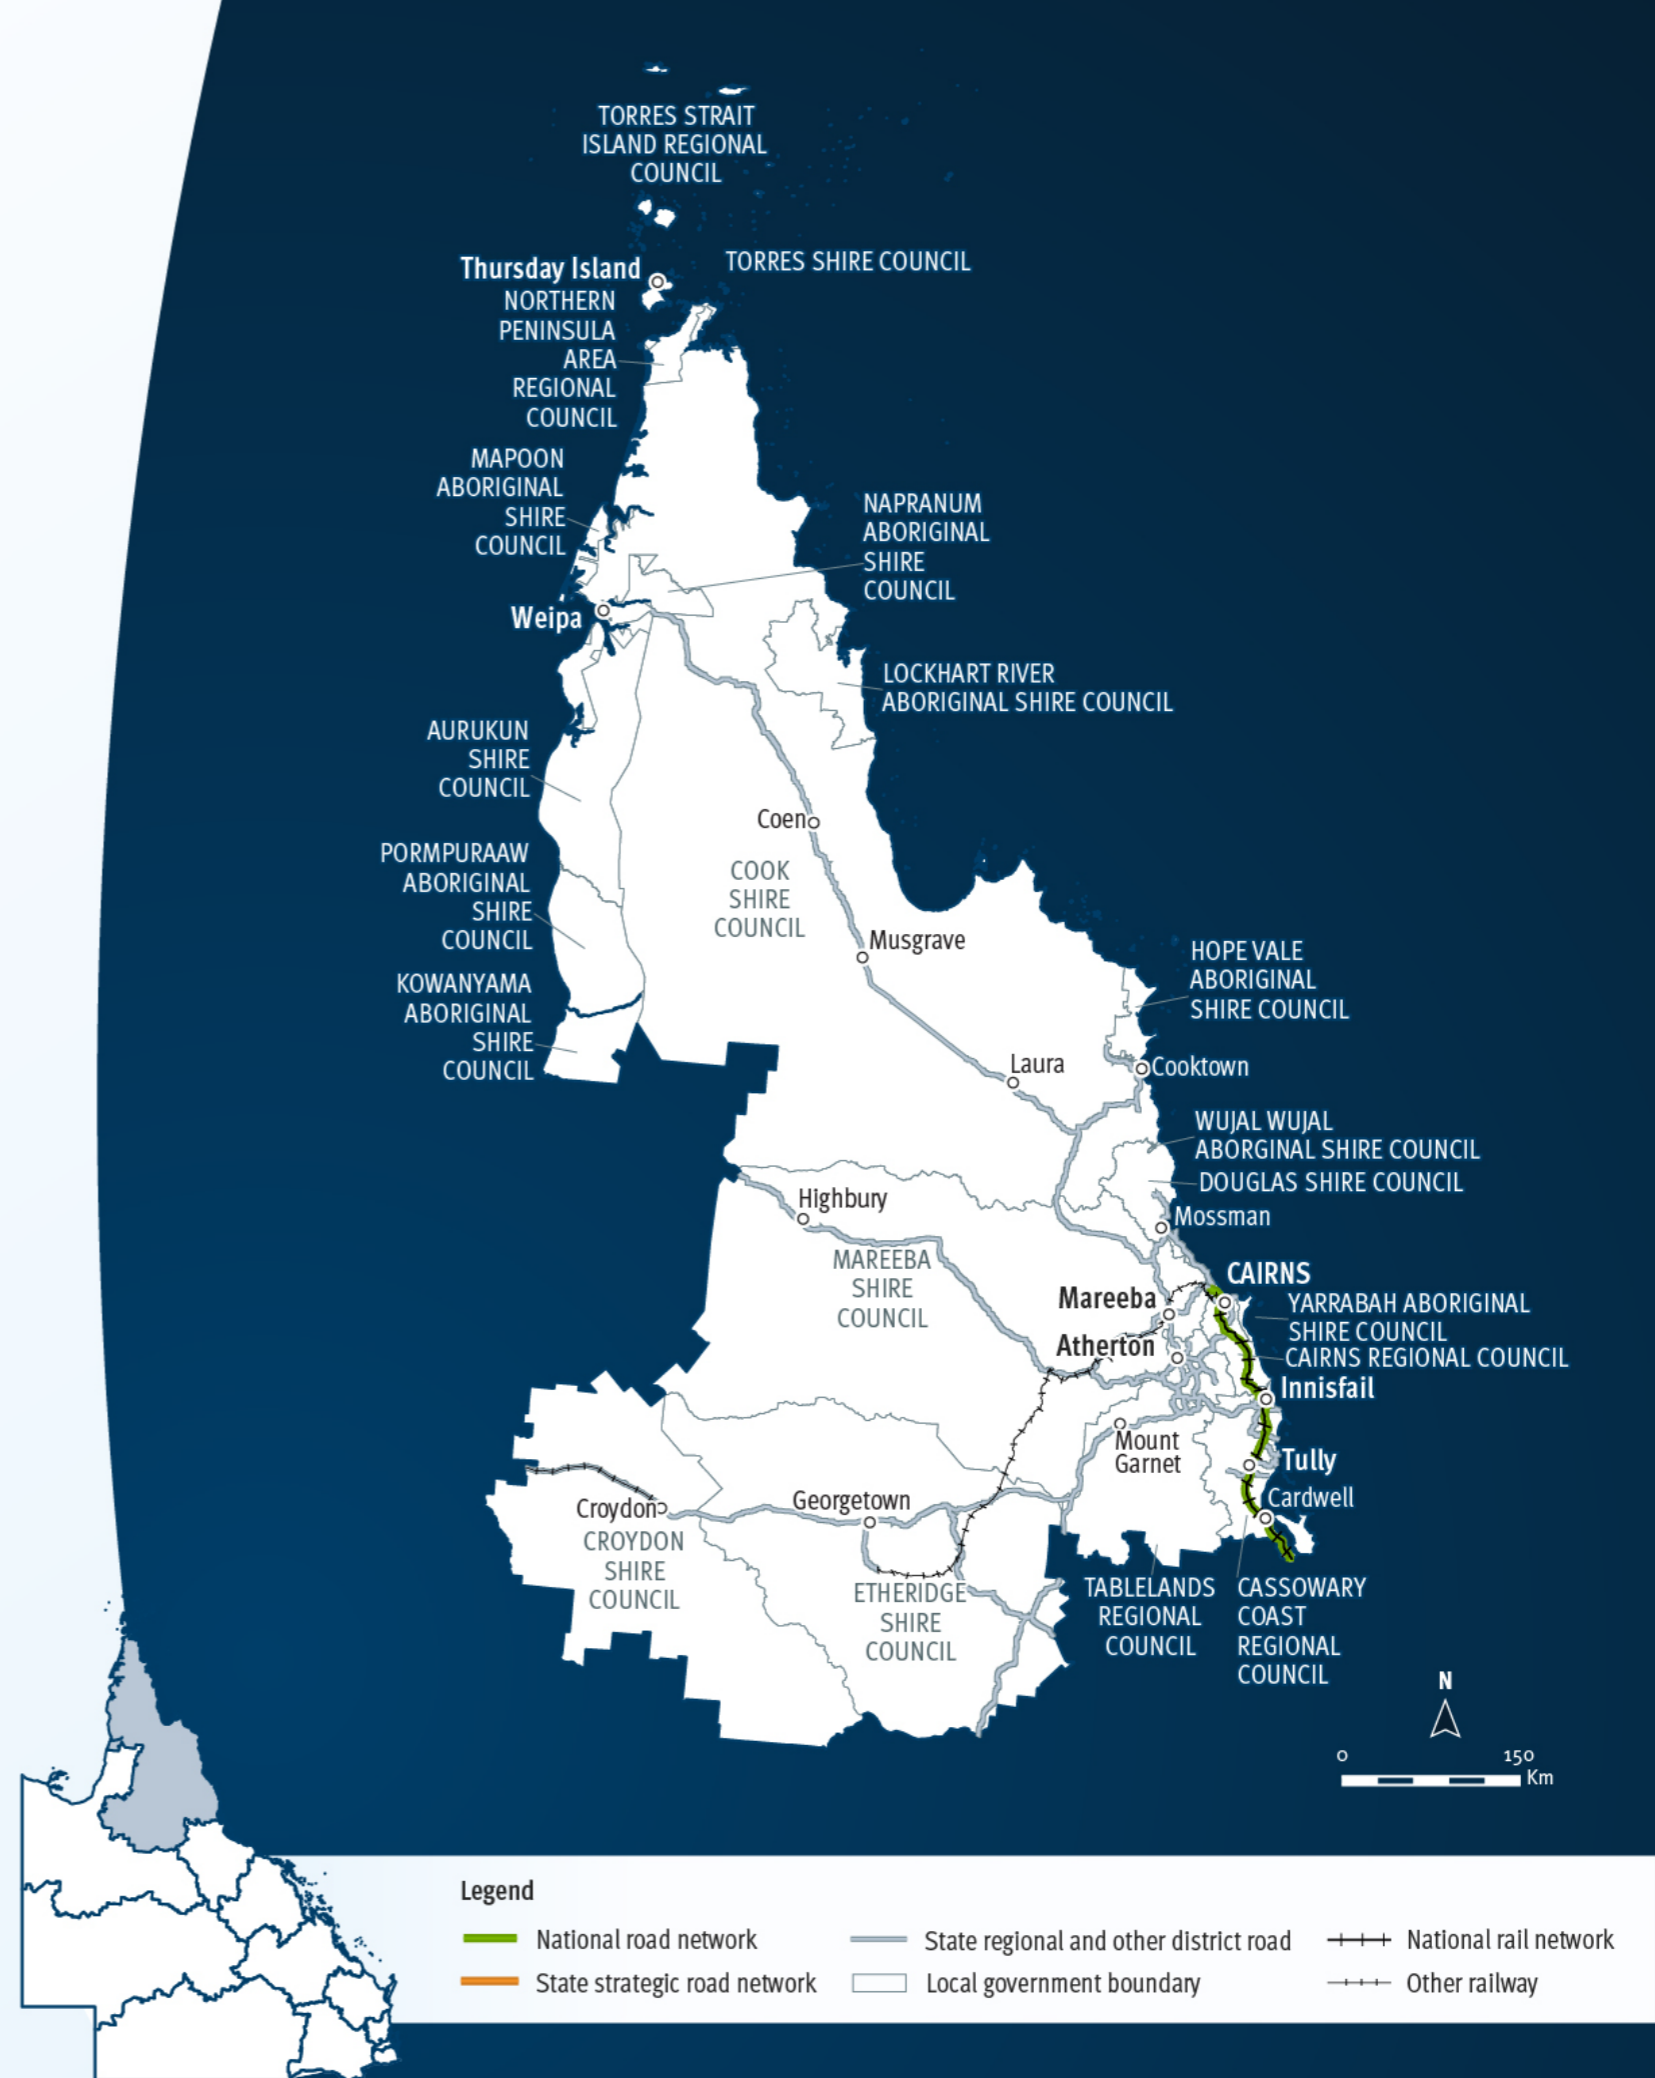 TORRES STRAIT
ISLAND REGIONAL
COUNCIL
Thursday Island
TORRES SHIRE COUNCIL
NORTHERN
PENINSULA
AREA
REGIONAL
COUNCIL
MAPOON
ABORIGINAL
SHIRE
COUNCIL
NAPRANUM
ABORIGINAL
SHIRE
COUNCIL
Weipa
LOCKHART RIVER
ABORIGINAL SHIRE COUNCIL
AURUKUN
SHIRE
COUNCIL
Coen
COOK
SHIRE
COUNCIL
PORMPURAAW
ABORIGINAL
SHIRE
COUNCIL
Musgrave
HOPE VALE
ABORIGINAL
SHIRE COUNCIL
KOWANYAMA
ABORIGINAL
SHIRE
COUNCIL
Laura
Cooktown
WUJAL WUJAL
ABORGINAL SHIRE COUNCIL
DOUGLAS SHIRE COUNCIL
Highbury
Mossman
MAREEBA
SHIRE
COUNCIL
CAIRNS
Mareeba
YARRABAH ABORIGINAL
SHIRE COUNCIL
Atherton
CAIRNS REGIONAL COUNCIL
Innisfail
Mount
Garnet
Tully
Cardwell
Croydon
Georgetown
CROYDON
SHIRE
COUNCIL
ETHERIDGE
SHIRE
COUNCIL
TABLELANDS
REGIONAL
COUNCIL
CASSOWARY
COAST
REGIONAL
COUNCIL
N
0 150
Km
Legend
National road network
State regional and other district road
National rail network
State strategic road network
Local government boundary
Other railway